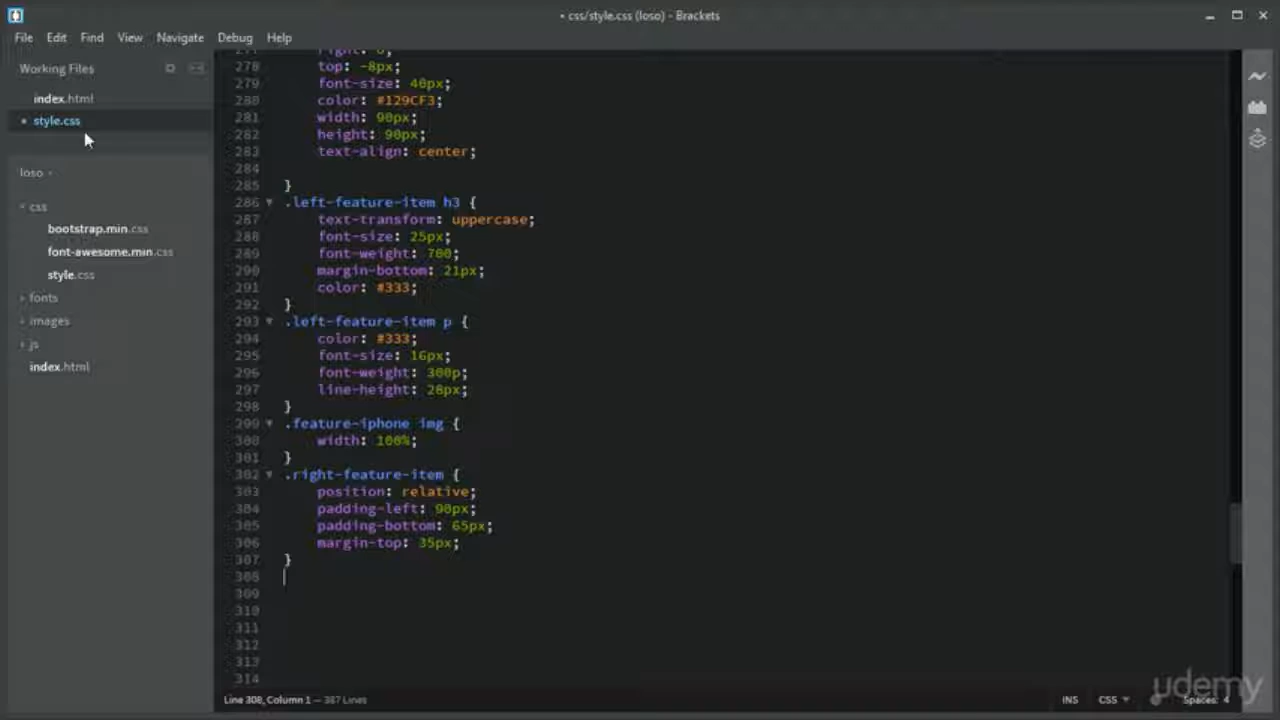 • css/style.css (loso) - Brackets
File Edit Find View Navigate Debug Help
Working Files
index.html
• style.css
loso
css
bootstrap.min.css
font-awesome.min.css
style.css
fonts
images
js
index.html
277 right: 0;
278 top: -8px;
279 font-size: 40px;
280 color: #129CF3;
281 width: 90px;
282 height: 90px;
283 text-align: center;
284
285 }
286 .left-feature-item h3 {
287 text-transform: uppercase;
288 font-size: 25px;
289 font-weight: 700;
290 margin-bottom: 21px;
291 color: #333;
292 }
293 .left-feature-item p {
294 color: #333;
295 font-size: 16px;
296 font-weight: 300p;
297 line-height: 28px;
298 }
299 .feature-iphone img {
300 width: 100%;
301 }
302 .right-feature-item {
303 position: relative;
304 padding-left: 90px;
305 padding-bottom: 65px;
306 margin-top: 35px;
307 }
308
309
310
311
312
313
314
Line 308, Column 1 — 387 Lines
INS CSS Spaces: 4
udemy